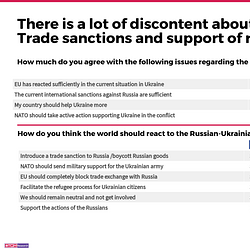 There is a lot of discontent abou
Trade sanctions and support of r
How much do you agree with the following issues regarding the
EU has reacted sufficiently in the current situation in Ukraine
The current international sanctions against Russia are sufficient
My country should help Ukraine more
NATO should take active action supporting Ukraine in the conflict
How do you think the world should react to the Russian-Ukrainia
Introduce a trade sanction to Russia /boycott Russian goods
NATO should send military support for the Ukrainian army
EU should completely block trade exchange with Russia
Facilitate the refugee process for Ukrainian citizens
We should remain neutral and not get involved
Support the actions of the Russians